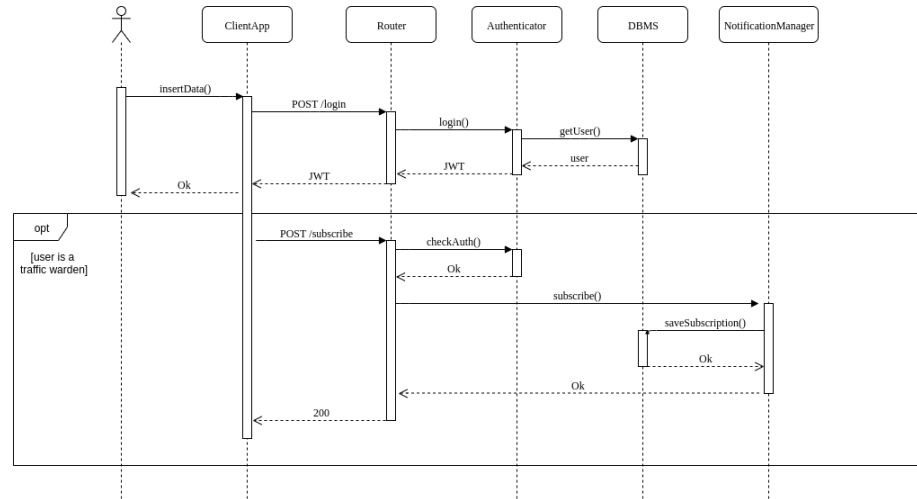 ClientApp
Router
Authenticator
DBMS
NotificationManager
insertData()
POST /login
login()
getUser()
user
JWT
JWT
Ok
opt
[user is a
traffic warden]
POST /subscribe
checkAuth()
Ok
subscribe()
saveSubscription()
Ok
Ok
200